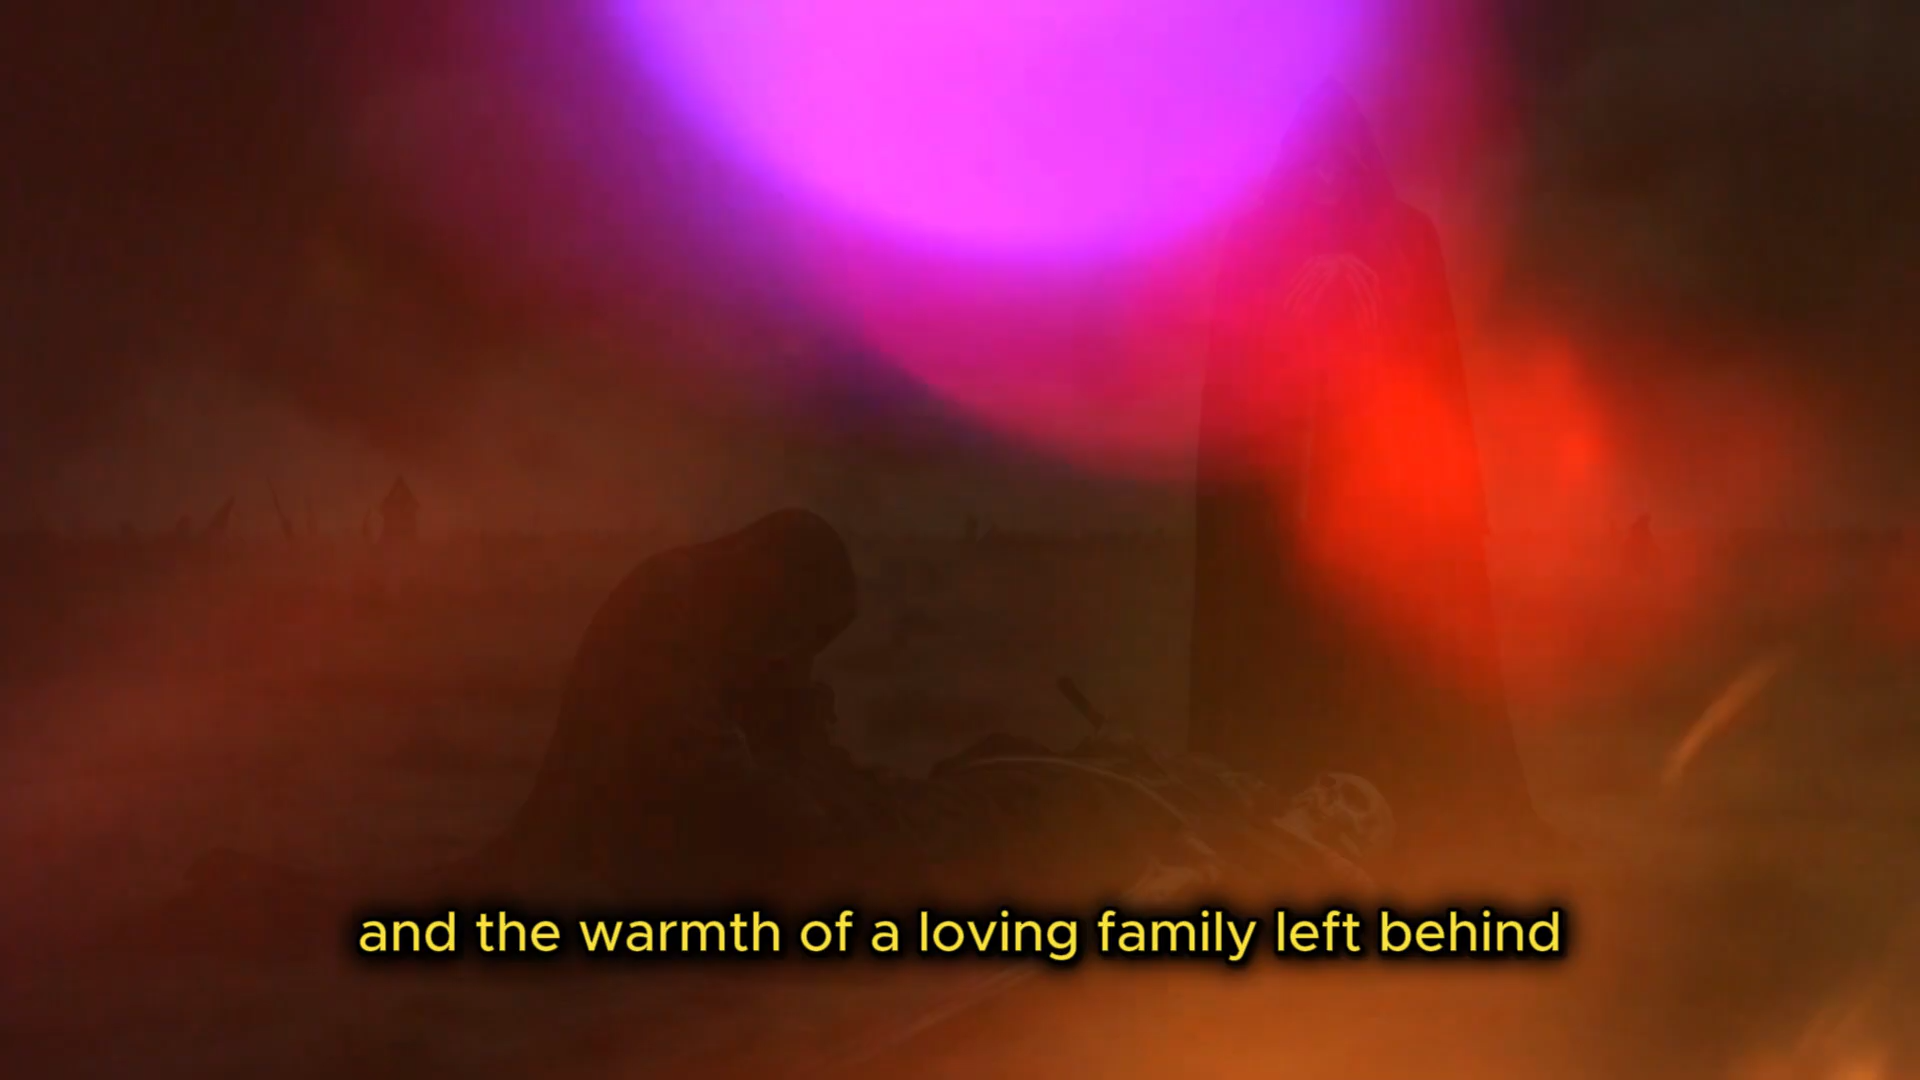 and the warmth of a loving family left behind